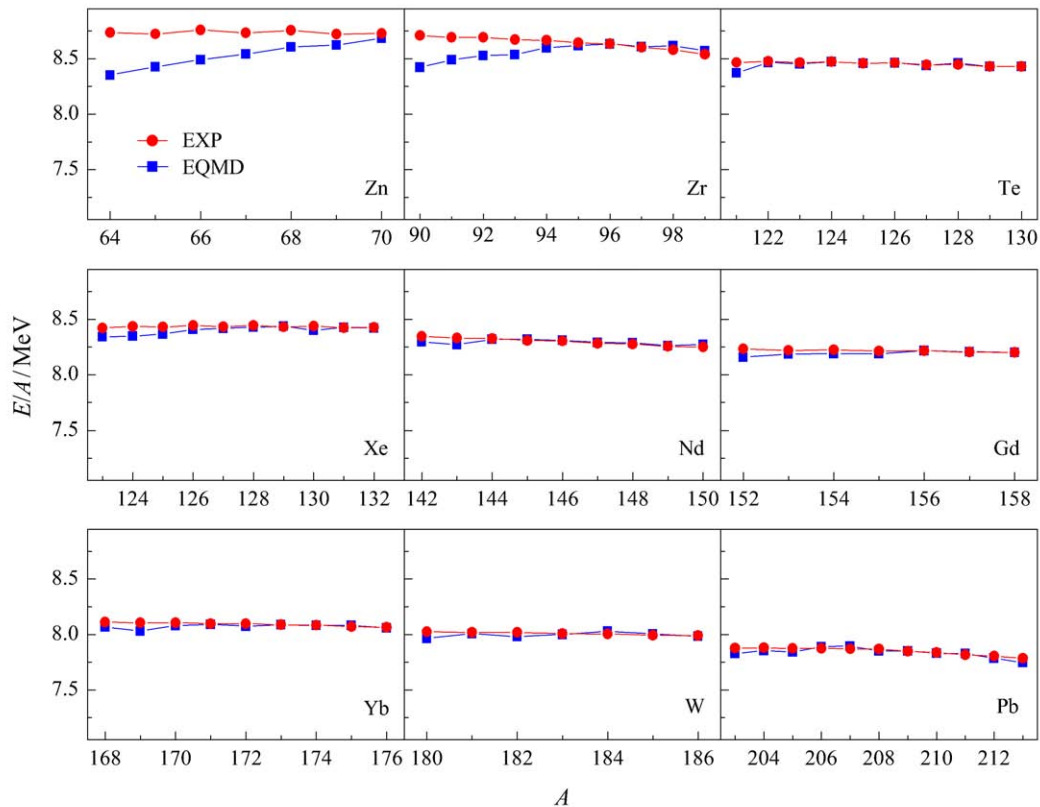 8.5
8.0
7.5
EXP
EQMD
Zn
Zr
Te
64 66 68 70
90 92 94 96 98
122 124 126 128 130
E/A / MeV
8.5
8.0
7.5
Xe
Nd
Gd
124 126 128 130 132
142 144 146 148 150
152 154 156 158
8.5
8.0
7.5
Yb
W
Pb
168 170 172 174 176
180 182 184 186
204 206 208 210 212
A